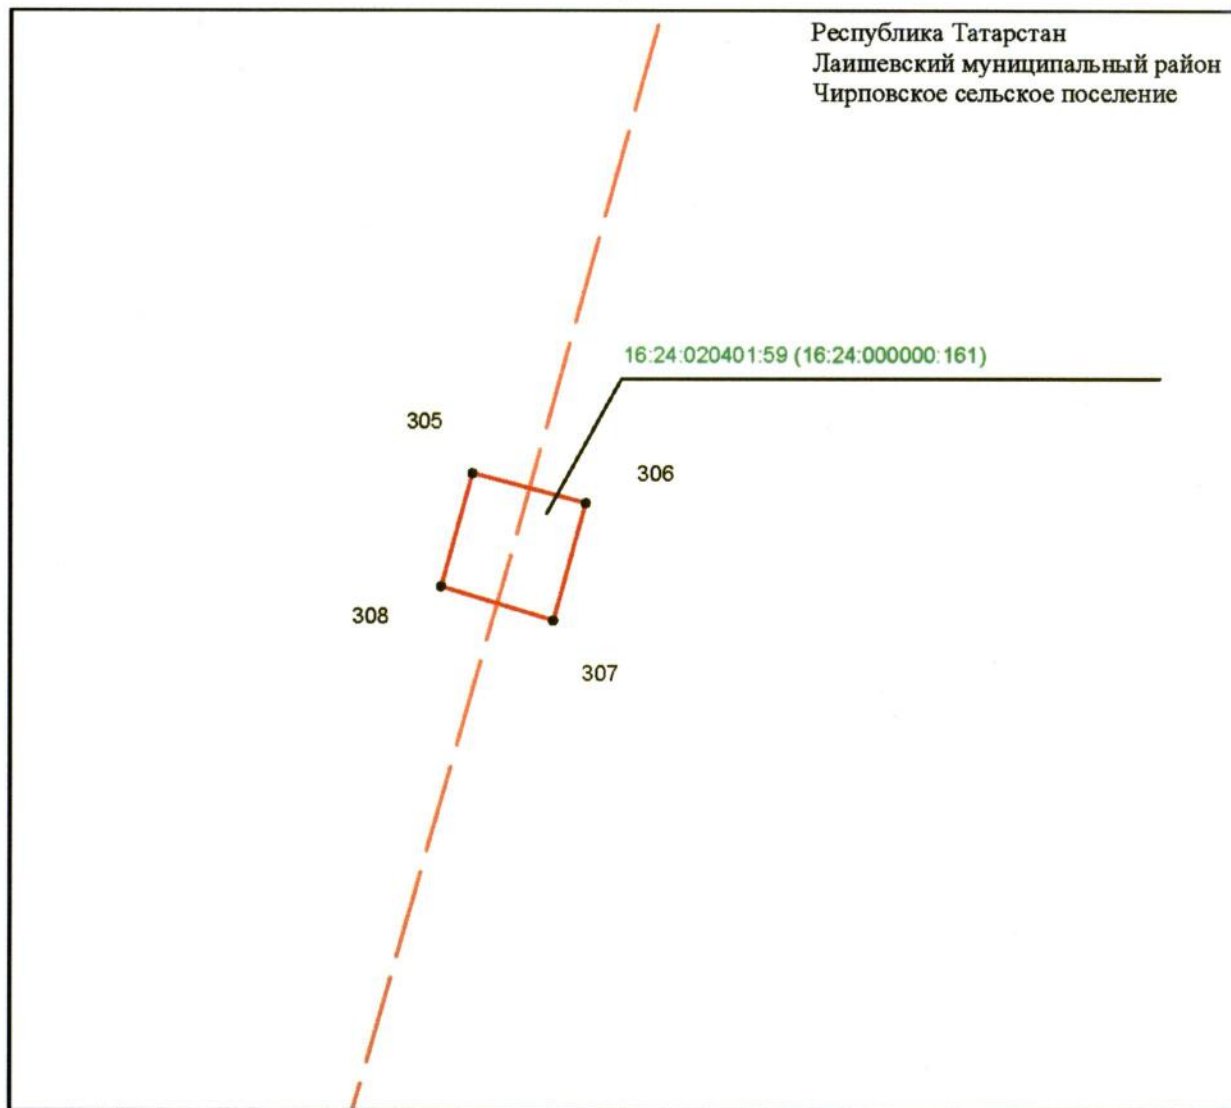 Республика Татарстан
Лаишевский муниципальный район
Чирповское сельское поселение
16:24:020401:59 (16:24:000000:161)
305
306
308
307